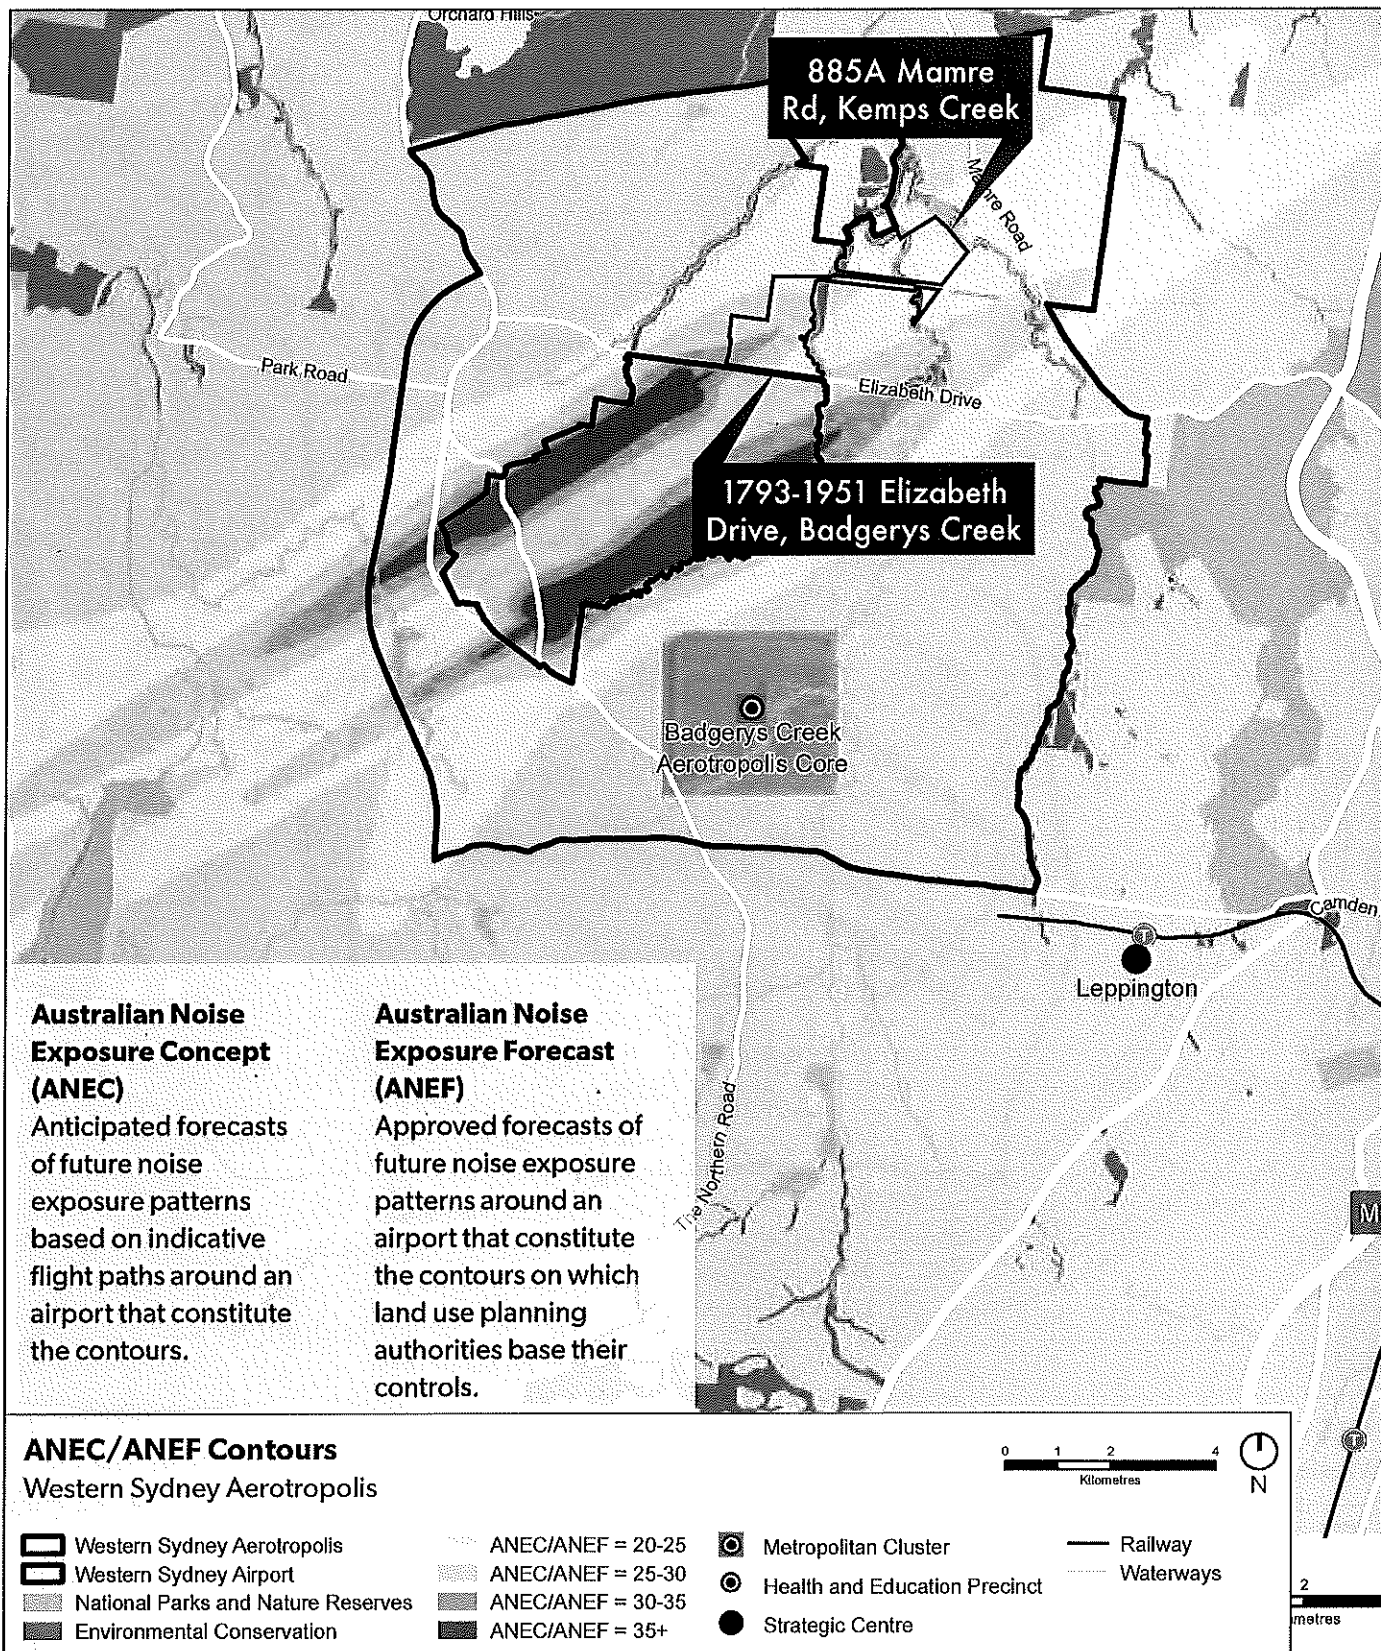 Orchard Hills
885A Mamre
Rd, Kemps Creek
Mamre Road
Park Road
Elizabeth Drive
1793-1951 Elizabeth
Drive, Badgerys Creek
Badgerys Creek
Aerotropolis Core
Camden
Leppington
The Northern Road
M
Australian Noise
Exposure Concept
(ANEC)
Anticipated forecasts
of future noise
exposure patterns
based on indicative
flight paths around an
airport that constitute
the contours.
Australian Noise
Exposure Forecast
(ANEF)
Approved forecasts of
future noise exposure
patterns around an
airport that constitute
the contours on which
land use planning
authorities base their
controls.
ANEC/ANEF Contours
Western Sydney Aerotropolis
0 1 2 4
Kilometres
N
Western Sydney Aerotropolis
Western Sydney Airport
National Parks and Nature Reserves
Environmental Conservation
ANEC/ANEF = 20-25
ANEC/ANEF = 25-30
ANEC/ANEF = 30-35
ANEC/ANEF = 35+
Metropolitan Cluster
Health and Education Precinct
Strategic Centre
Railway
Waterways
2
metres